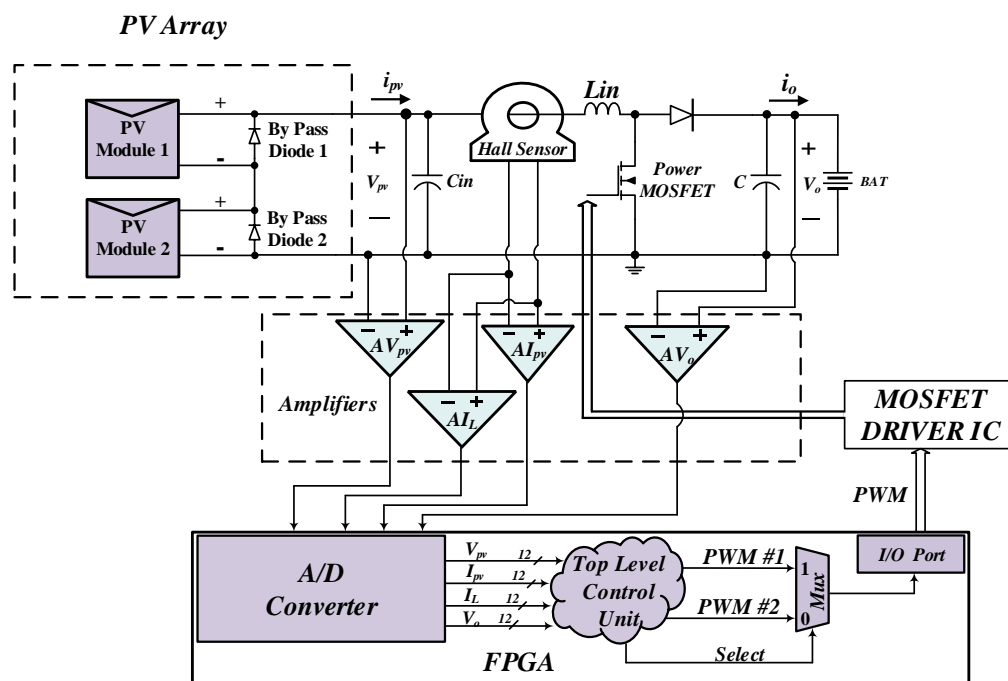 PV Array
i_pv
Lin
i_o
+
PV
Module 1
-
By Pass
Diode 1
+
V_pv
—
Cin
Hall Sensor
Power
MOSFET
C
+
V_o
—
BAT
+
PV
Module 2
-
By Pass
Diode 2
− +
AV_pv
− +
AI_pv
− +
AV_o
− +
AI_L
Amplifiers
MOSFET
DRIVER IC
PWM
A/D
Converter
V_pv 12
I_pv 12
I_L 12
V_o 12
Top Level
Control
Unit
PWM #1
PWM #2
Select
1
0
Mux
I/O Port
FPGA